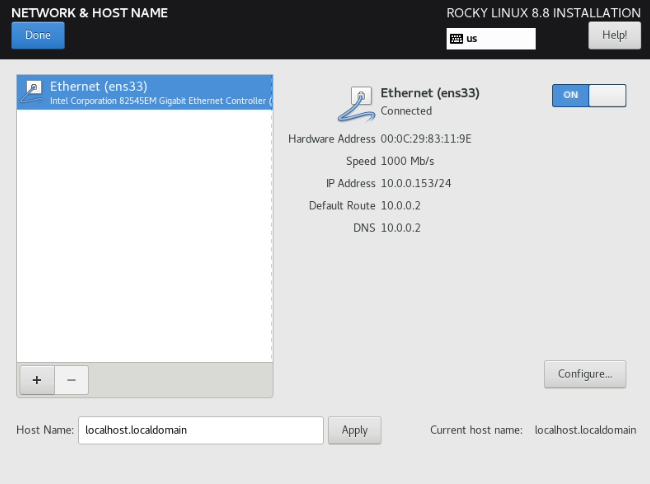 NETWORK & HOST NAME
ROCKY LINUX 8.8 INSTALLATION
Done
us
Help!
Ethernet (ens33)
Intel Corporation 82545EM Gigabit Ethernet Controller (
Ethernet (ens33)
Connected
ON
Hardware Address 00:0C:29:83:11:9E
Speed 1000 Mb/s
IP Address 10.0.0.153/24
Default Route 10.0.0.2
DNS 10.0.0.2
+ −
Configure...
Host Name: localhost.localdomain Apply Current host name: localhost.localdomain